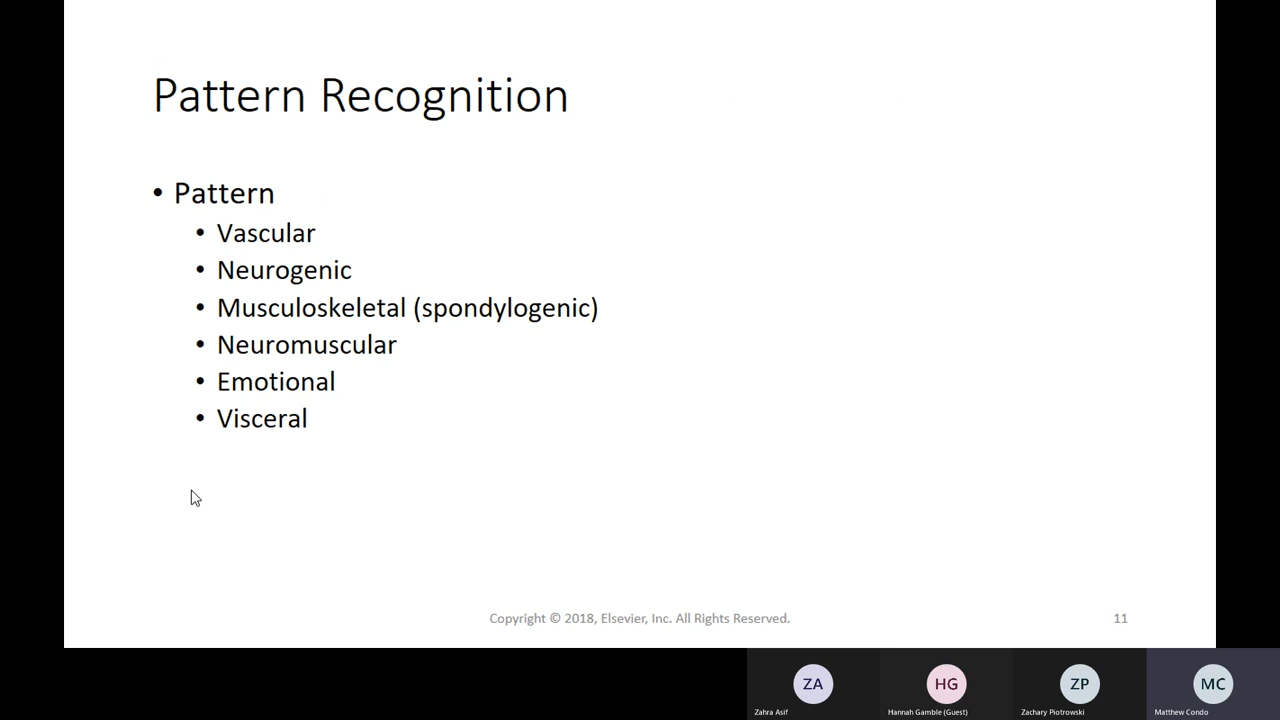 Pattern Recognition
• Pattern
• Vascular
• Neurogenic
• Musculoskeletal (spondylogenic)
• Neuromuscular
• Emotional
• Visceral
Copyright © 2018, Elsevier, Inc. All Rights Reserved.
11
ZA
HG
ZP
MC
Zahra Asif
Hannah Gamble (Guest)
Zachary Piotrowski
Matthew Condo